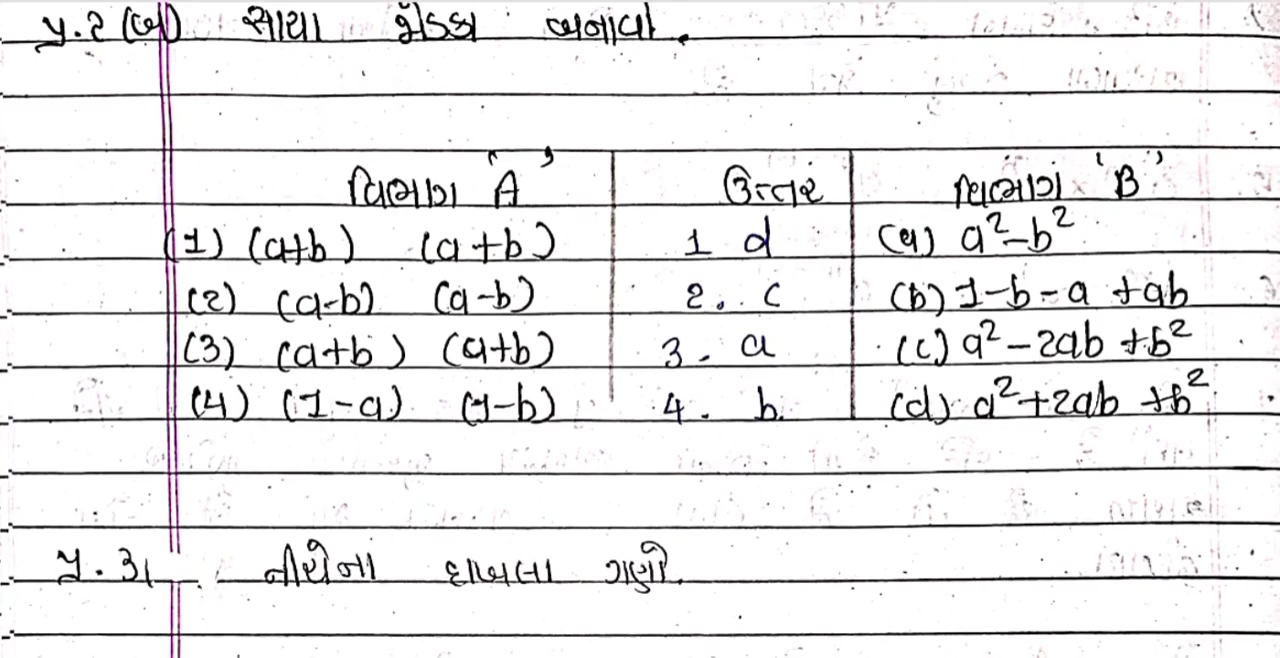 પ્ર.૨ (બ) સાચા જોડકા બનાવો.
વિભાગ 'A' ઉત્તર વિભાગ 'B'
(1) (a+b) (a+b) 1 d (a) a²-b²
(2) (a-b) (a-b) 2. c (b) 1-b-a+ab
(3) (a+b) (a+b) 3. a (c) a²-2ab+b²
(4) (1-a) (1-b) 4. b. (d) a²+2ab+b²
પ્ર.૩ નીચેના દાખલા ગણો.